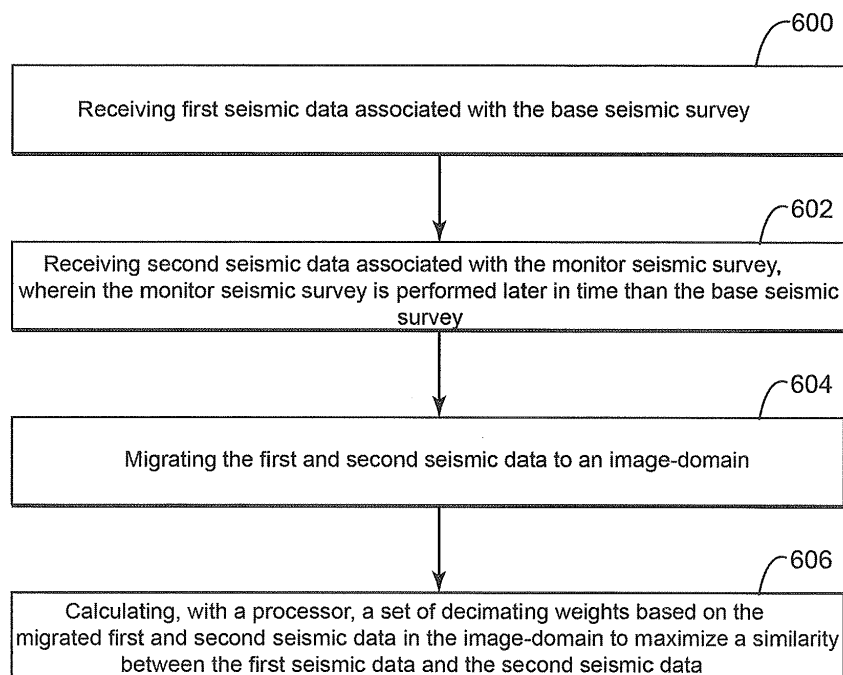 600
Receiving first seismic data associated with the base seismic survey
602
Receiving second seismic data associated with the monitor seismic survey,
wherein the monitor seismic survey is performed later in time than the base seismic
survey
604
Migrating the first and second seismic data to an image-domain
606
Calculating, with a processor, a set of decimating weights based on the
migrated first and second seismic data in the image-domain to maximize a similarity
between the first seismic data and the second seismic data